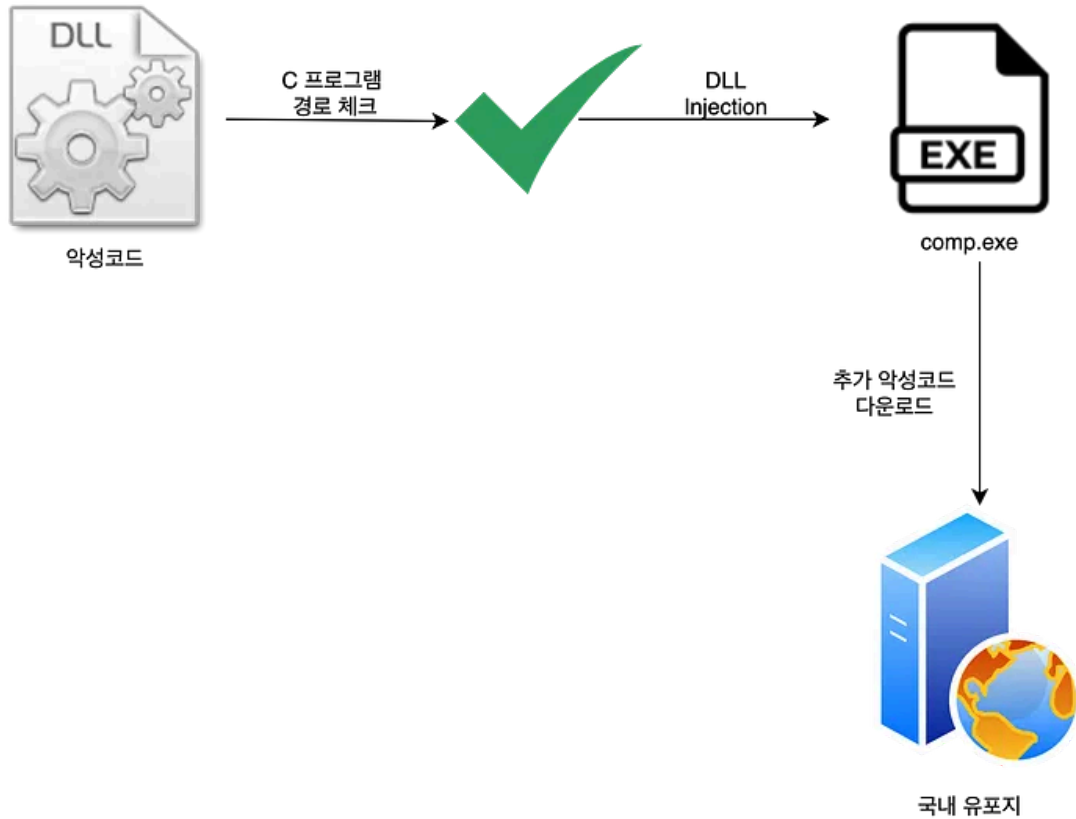 DLL
C 프로그램
경로 체크
DLL
Injection
EXE
악성코드
comp.exe
추가 악성코드
다운로드
국내 유포지